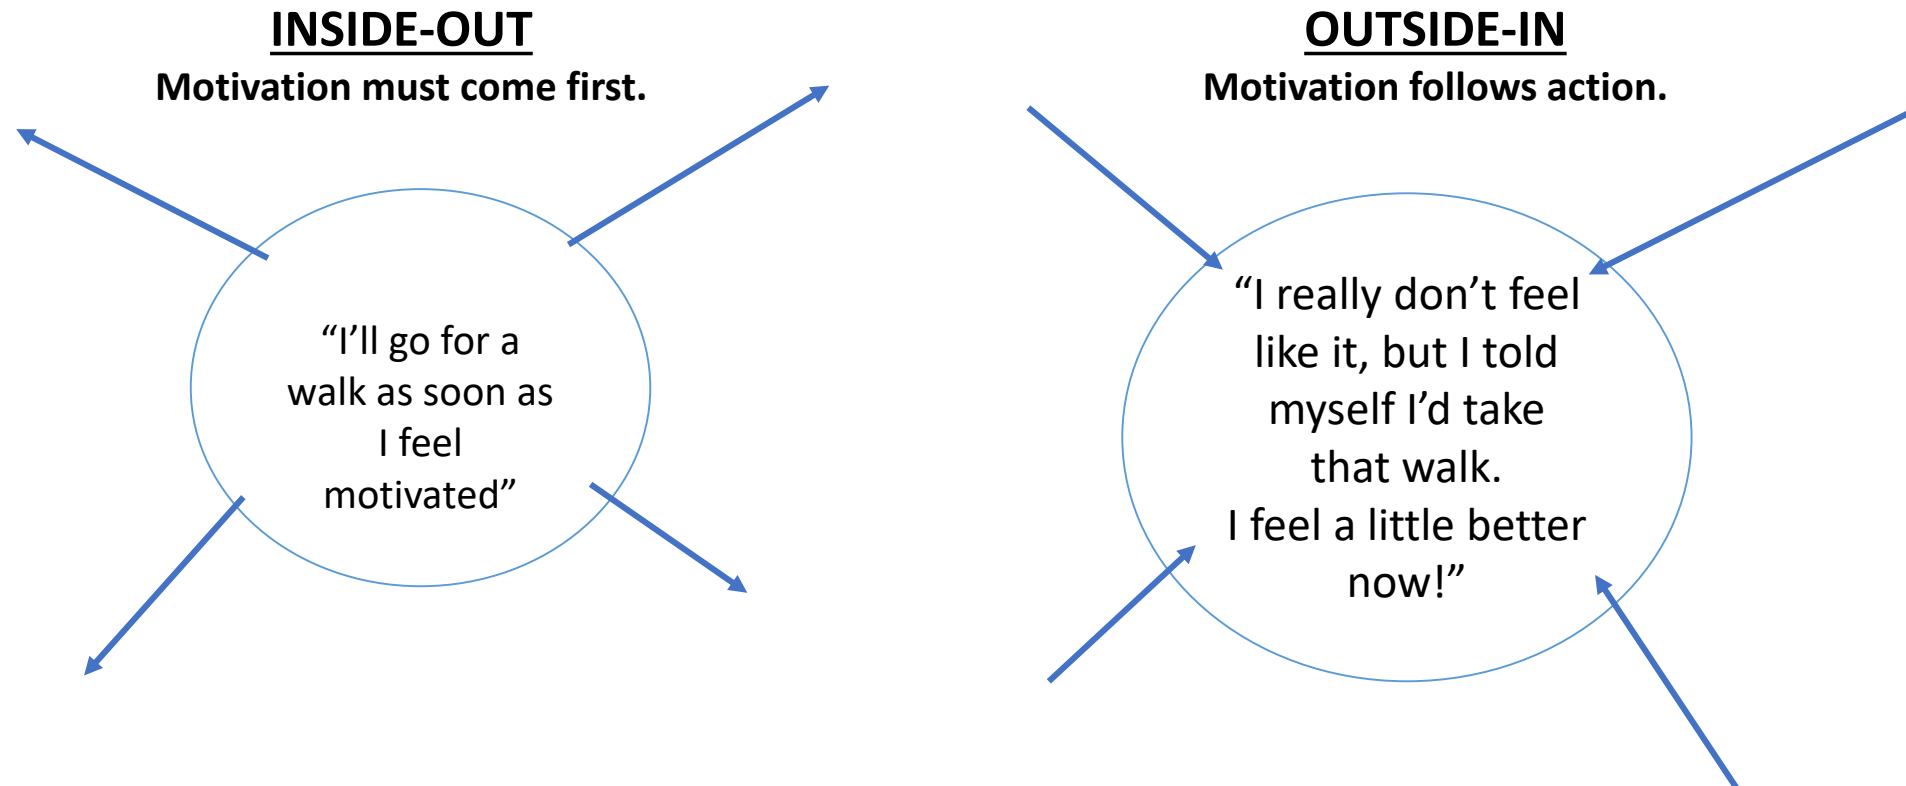 INSIDE-OUT
Motivation must come first.
“I’ll go for a
walk as soon as
I feel
motivated”
OUTSIDE-IN
Motivation follows action.
“I really don’t feel
like it, but I told
myself I’d take
that walk.
I feel a little better
now!”